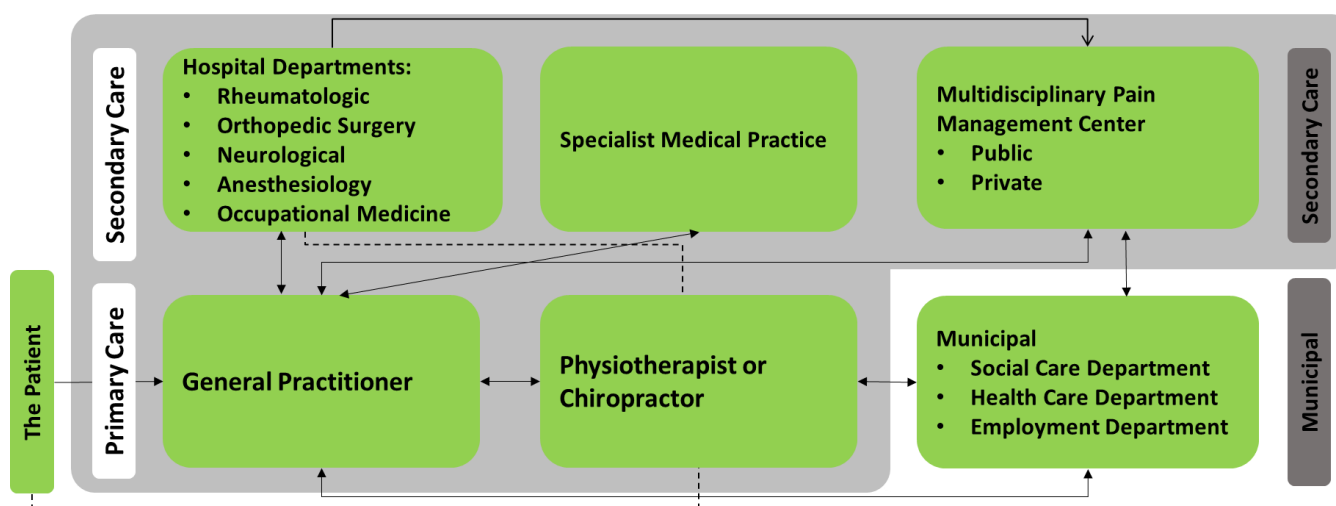 Secondary Care
Hospital Departments:
• Rheumatologic
• Orthopedic Surgery
• Neurological
• Anesthesiology
• Occupational Medicine
Specialist Medical Practice
Multidisciplinary Pain
Management Center
• Public
• Private
Secondary Care
The Patient
Primary Care
General Practitioner
Physiotherapist or
Chiropractor
Municipal
• Social Care Department
• Health Care Department
• Employment Department
Municipal